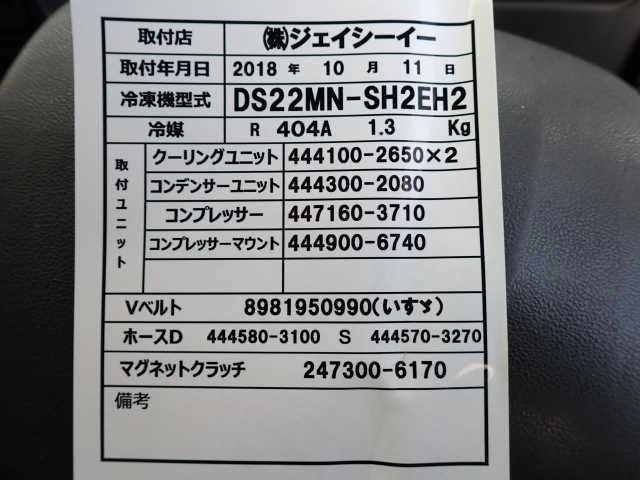 取付店 ㈱ジェイシーイー
取付年月日 2018 年 10 月 11 日
冷凍機型式 DS22MN-SH2EH2
冷媒 R 404A 1.3 Kg
取付ユニット
クーリングユニット 444100-2650×2
コンデンサーユニット 444300-2080
コンプレッサー 447160-3710
コンプレッサーマウント 444900-6740
Vベルト 8981950990(いすゞ)
ホースD 444580-3100 S 444570-3270
マグネットクラッチ 247300-6170
備考